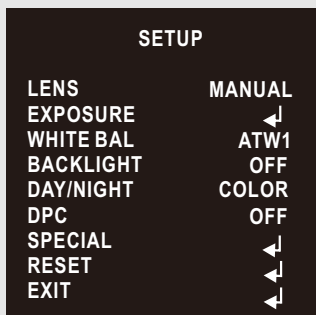 SETUP
LENS MANUAL
EXPOSURE ↲
WHITE BAL ATW1
BACKLIGHT OFF
DAY/NIGHT COLOR
DPC OFF
SPECIAL ↲
RESET ↲
EXIT ↲